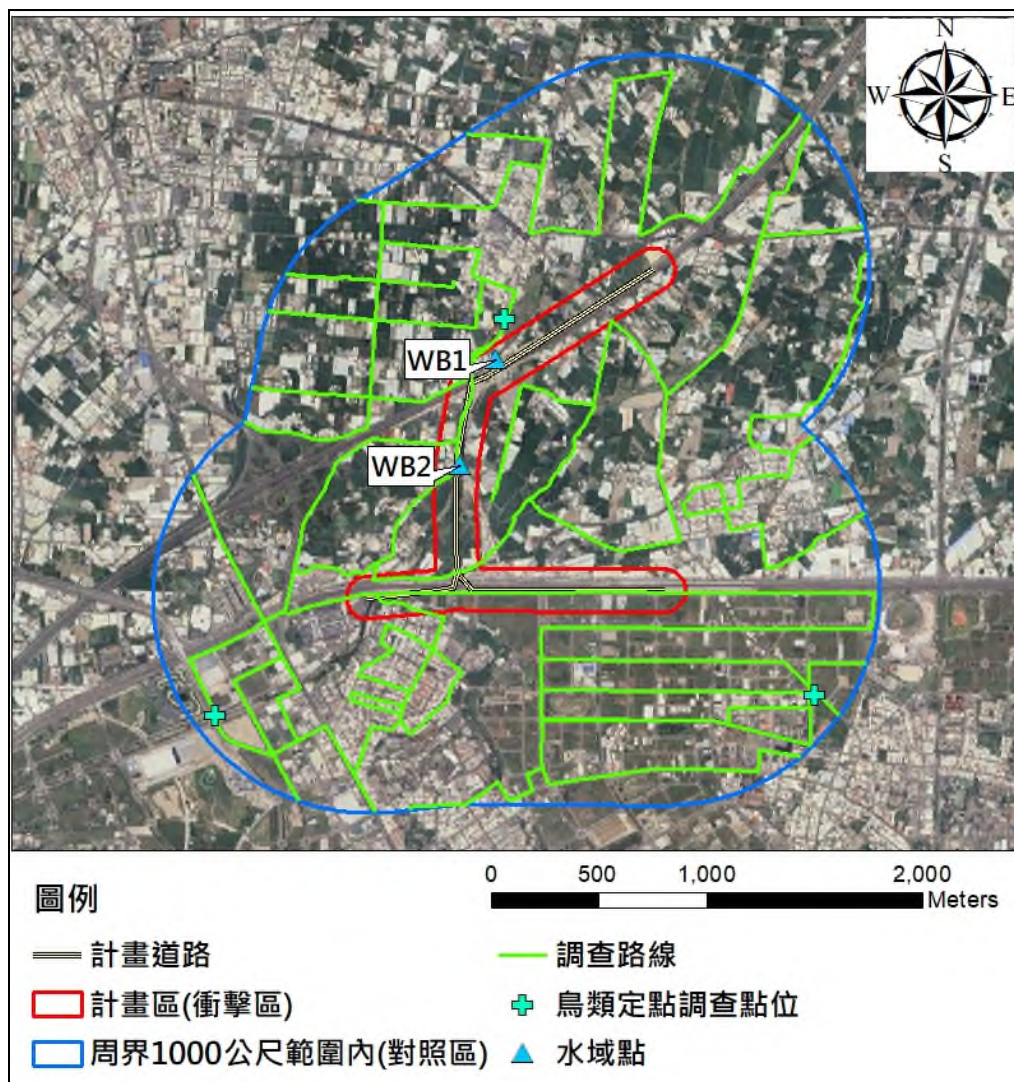 N
W E
S
WB1
WB2
圖例
0 500 1,000 2,000
Meters
計畫道路
調查路線
計畫區(衝擊區)
鳥類定點調查點位
周界1000公尺範圍內(對照區)
水域點